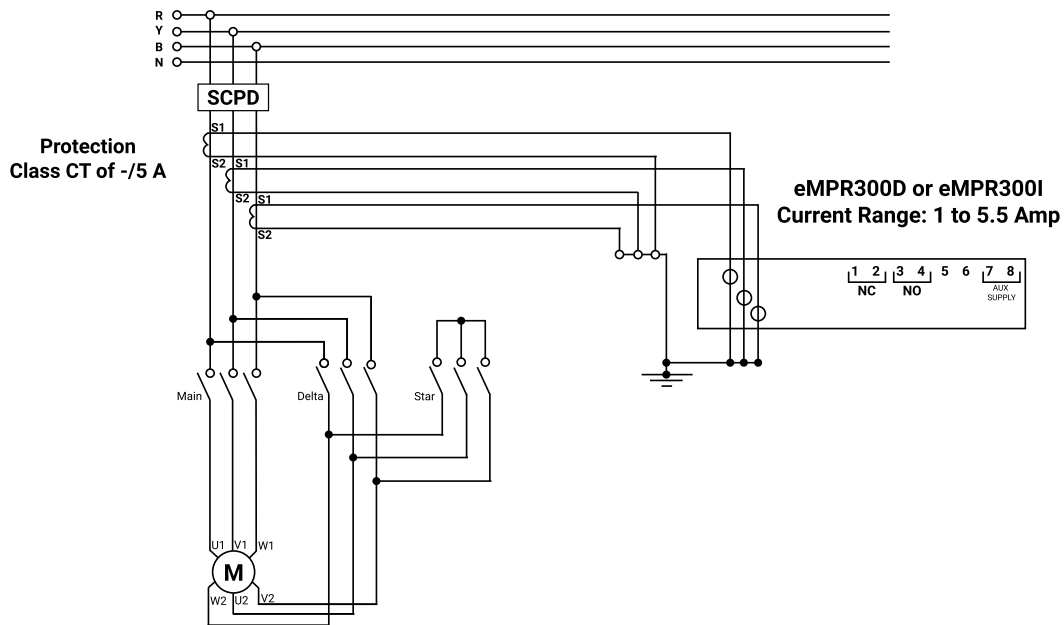 R
Y
B
N
SCPD
Protection
Class CT of -/5 A
S1
S2 S1
S2 S1
S2
eMPR300D or eMPR300I
Current Range: 1 to 5.5 Amp
1 2 3 4 5 6 7 8
NC NO AUX
SUPPLY
Main Delta Star
U1 V1 W1
M
W2 U2 V2